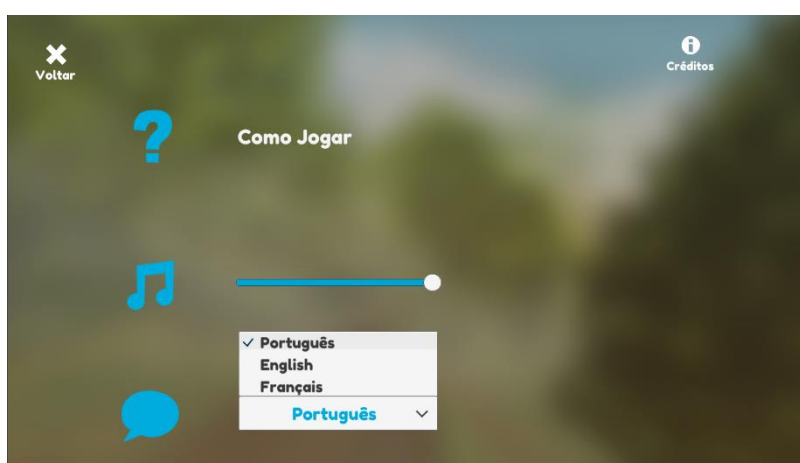 Voltar
Créditos
Como Jogar
Português
English
Français
Português